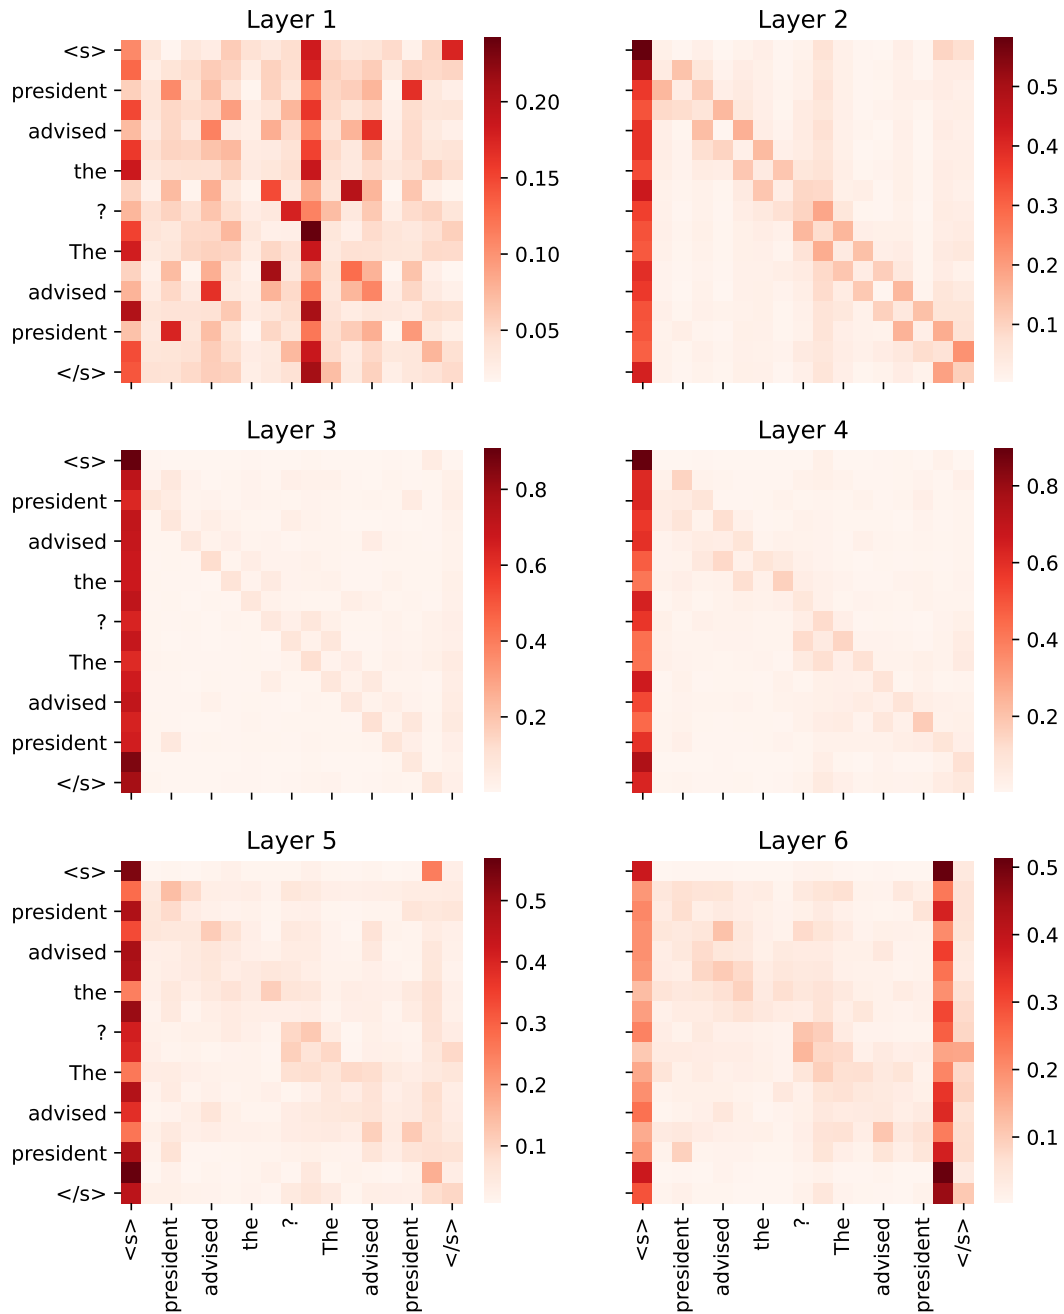 Layer 1
Layer 2
<s>
president
advised
the
?
The
advised
president
</s>
0.20
0.15
0.10
0.05
0.5
0.4
0.3
0.2
0.1
Layer 3
Layer 4
<s>
president
advised
the
?
The
advised
president
</s>
0.8
0.6
0.4
0.2
0.8
0.6
0.4
0.2
Layer 5
Layer 6
<s>
president
advised
the
?
The
advised
president
</s>
0.5
0.4
0.3
0.2
0.1
0.5
0.4
0.3
0.2
0.1
<s>
president
advised
the
?
The
advised
president
</s>
<s>
president
advised
the
?
The
advised
president
</s>